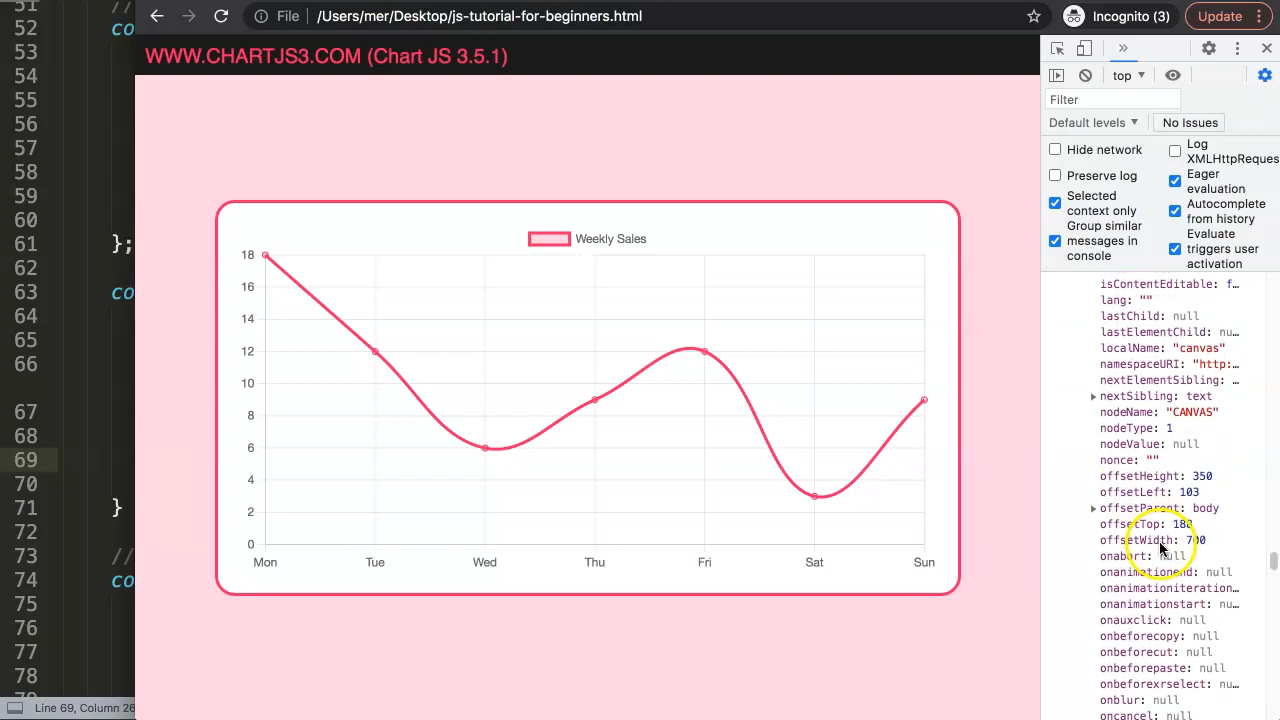 51 //
52 co
53
54
55
56
57
58
59
60
61 };
62
63 co
64
65
66
67
68
69
70
71 }
72
73 //
74 co
75
76
77
78
Line 69, Column 26
File /Users/mer/Desktop/js-tutorial-for-beginners.html
Incognito (3)
Update
WWW.CHARTJS3.COM (Chart JS 3.5.1)
Weekly Sales
18
16
14
12
10
8
6
4
2
0
Mon Tue Wed Thu Fri Sat Sun
top
Filter
Default levels
No Issues
Hide network
Log
XMLHttpReques
Preserve log
Eager
evaluation
Selected
context only
Autocomplete
from history
Group similar
messages in
console
Evaluate
triggers user
activation
isContentEditable: f…
lang: ""
lastChild: null
lastElementChild: nu…
localName: "canvas"
namespaceURI: "http:…
nextElementSibling: …
nextSibling: text
nodeName: "CANVAS"
nodeType: 1
nodeValue: null
nonce: ""
offsetHeight: 350
offsetLeft: 103
offsetParent: body
offsetTop: 180
offsetWidth: 700
onabort: null
onanimationend: null
onanimationiteration…
onanimationstart: nu…
onauxclick: null
onbeforecopy: null
onbeforecut: null
onbeforepaste: null
onbeforexrselect: nu…
onblur: null
oncancel: null